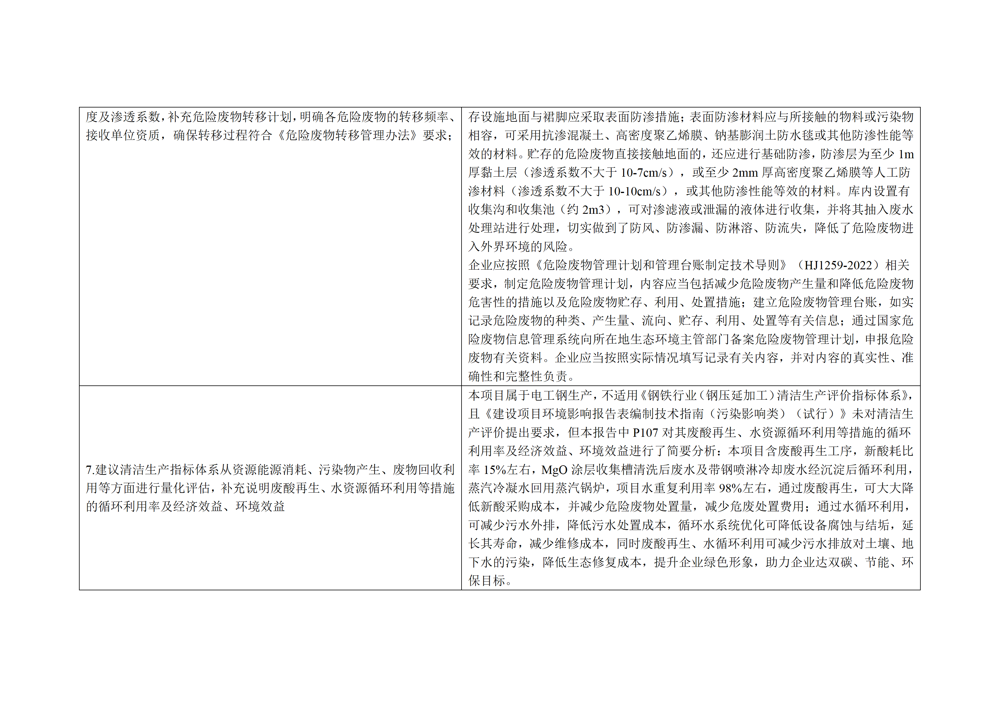 度及渗透系数，补充危险废物转移计划，明确各危险废物的转移频率、
接收单位资质，确保转移过程符合《危险废物转移管理办法》要求；
存设施地面与裙脚应采取表面防渗措施；表面防渗材料应与所接触的物料或污染物
相容，可采用抗渗混凝土、高密度聚乙烯膜、钠基膨润土防水毯或其他防渗性能等
效的材料。贮存的危险废物直接接触地面的，还应进行基础防渗，防渗层为至少 1m
厚黏土层（渗透系数不大于 10-7cm/s），或至少 2mm 厚高密度聚乙烯膜等人工防
渗材料（渗透系数不大于 10-10cm/s），或其他防渗性能等效的材料。库内设置有
收集沟和收集池（约 2m3），可对渗滤液或泄漏的液体进行收集，并将其抽入废水
处理站进行处理，切实做到了防风、防渗漏、防淋溶、防流失，降低了危险废物进
入外界环境的风险。
企业应按照《危险废物管理计划和管理台账制定技术导则》（HJ1259-2022）相关
要求，制定危险废物管理计划，内容应当包括减少危险废物产生量和降低危险废物
危害性的措施以及危险废物贮存、利用、处置措施；建立危险废物管理台账，如实
记录危险废物的种类、产生量、流向、贮存、利用、处置等有关信息；通过国家危
险废物信息管理系统向所在地生态环境主管部门备案危险废物管理计划，申报危险
废物有关资料。企业应当按照实际情况填写记录有关内容，并对内容的真实性、准
确性和完整性负责。
7.建议清洁生产指标体系从资源能源消耗、污染物产生、废物回收利
用等方面进行量化评估，补充说明废酸再生、水资源循环利用等措施
的循环利用率及经济效益、环境效益
本项目属于电工钢生产，不适用《钢铁行业（钢压延加工）清洁生产评价指标体系》，
且《建设项目环境影响报告表编制技术指南（污染影响类）（试行）》未对清洁生
产评价提出要求，但本报告中 P107 对其废酸再生、水资源循环利用等措施的循环
利用率及经济效益、环境效益进行了简要分析：本项目含废酸再生工序，新酸耗比
率 15%左右，MgO 涂层收集槽清洗后废水及带钢喷淋冷却废水经沉淀后循环利用，
蒸汽冷凝水回用蒸汽锅炉，项目水重复利用率 98%左右，通过废酸再生，可大大降
低新酸采购成本，并减少危险废物处置量，减少危废处置费用；通过水循环利用，
可减少污水外排，降低污水处置成本，循环水系统优化可降低设备腐蚀与结垢，延
长其寿命，减少维修成本，同时废酸再生、水循环利用可减少污水排放对土壤、地
下水的污染，降低生态修复成本，提升企业绿色形象，助力企业达双碳、节能、环
保目标。